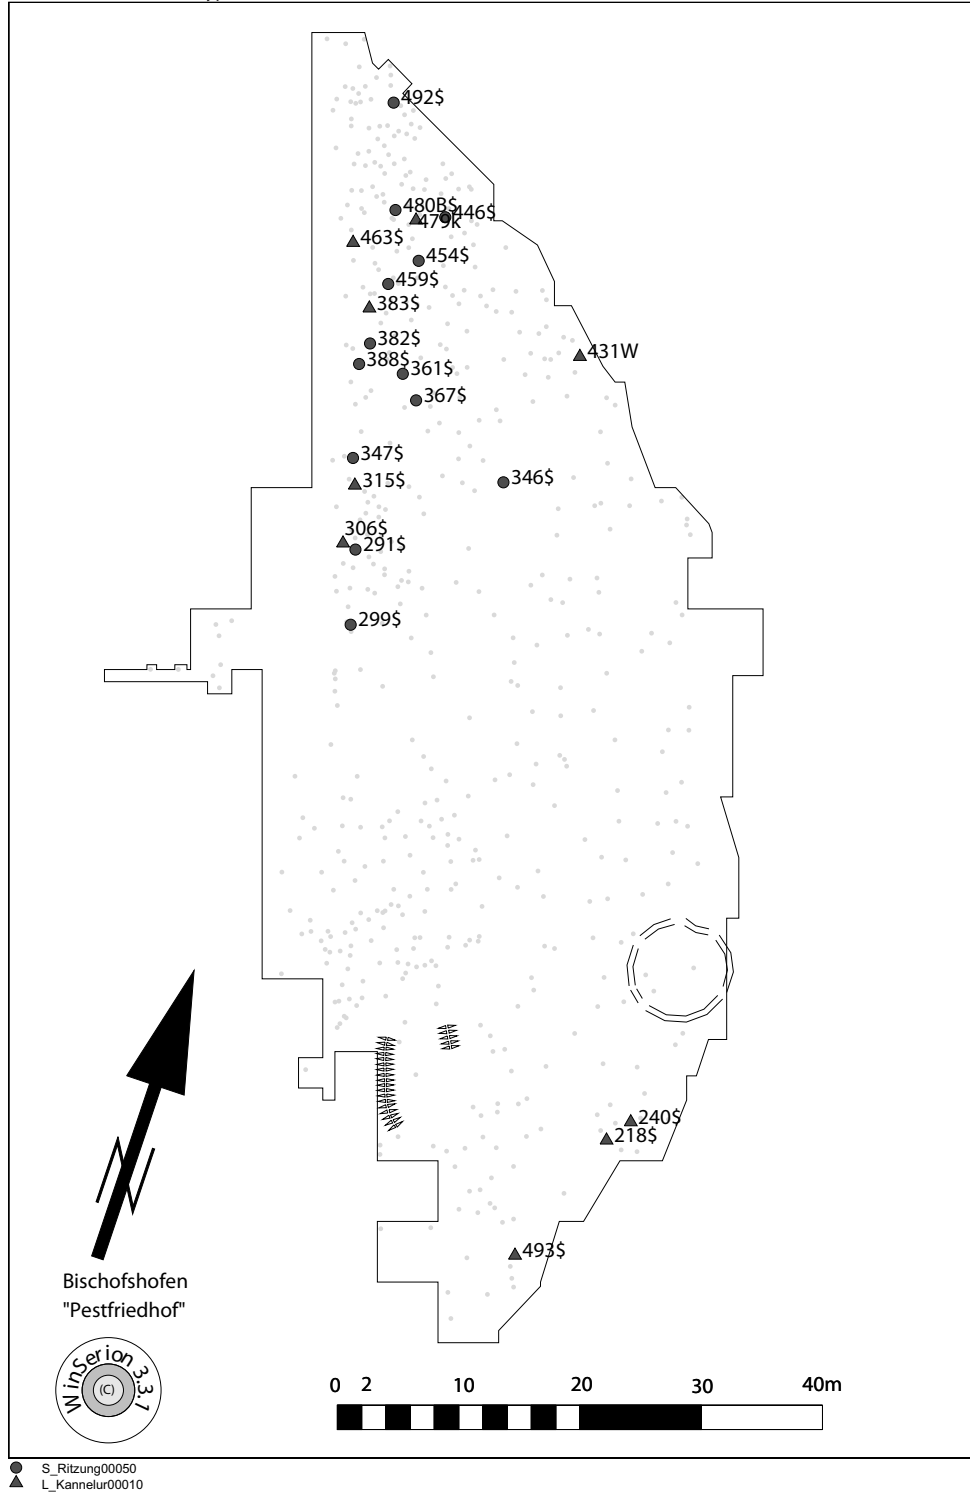 492$
480B$
446$
479k
463$
454$
459$
383$
382$
431W
388$
361$
367$
347$
315$
346$
306$
291$
299$
240$
218$
493$
Bischofshofen
"Pestfriedhof"
WinSerion 3.3.1
(C)
0 2 10 20 30 40m
S_Ritzung00050
L_Kannelur00010